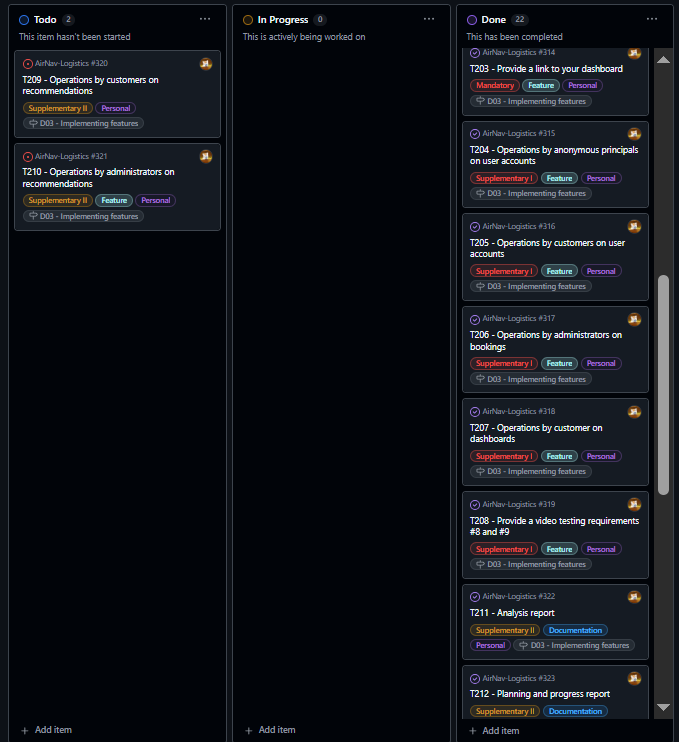 Todo 2 ...
This item hasn't been started
AirNav-Logistics #320
T209 - Operations by customers on
recommendations
Supplementary II Personal
D03 - Implementing features
AirNav-Logistics #321
T210 - Operations by administrators on
recommendations
Supplementary II Feature Personal
D03 - Implementing features
+ Add item
In Progress 0 ...
This is actively being worked on
+ Add item
Done 22 ...
This has been completed
AirNav-Logistics #314
T203 - Provide a link to your dashboard
Mandatory Feature Personal
D03 - Implementing features
AirNav-Logistics #315
T204 - Operations by anonymous principals
on user accounts
Supplementary I Feature Personal
D03 - Implementing features
AirNav-Logistics #316
T205 - Operations by customers on user
accounts
Supplementary I Feature Personal
D03 - Implementing features
AirNav-Logistics #317
T206 - Operations by administrators on
bookings
Supplementary I Feature Personal
D03 - Implementing features
AirNav-Logistics #318
T207 - Operations by customer on
dashboards
Supplementary I Feature Personal
D03 - Implementing features
AirNav-Logistics #319
T208 - Provide a video testing requirements
#8 and #9
Supplementary I Feature Personal
D03 - Implementing features
AirNav-Logistics #322
T211 - Analysis report
Supplementary II Documentation
Personal D03 - Implementing features
AirNav-Logistics #323
T212 - Planning and progress report
Supplementary II Documentation
+ Add item